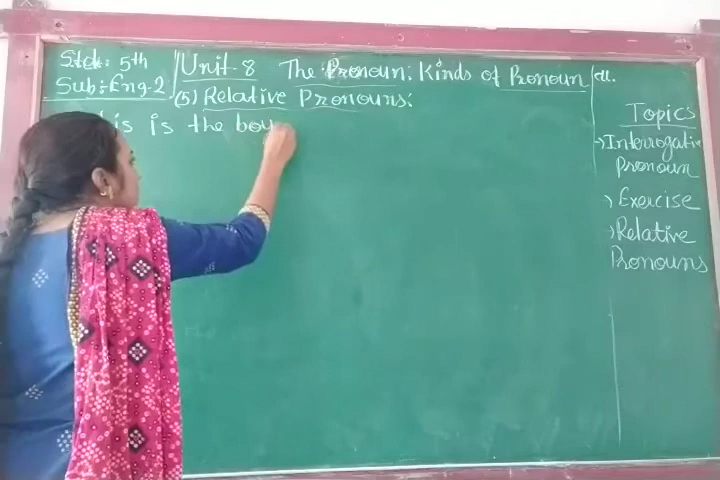 Std: 5th
Sub:-Eng-2
Unit-8 The Pronoun: Kinds of Pronoun
(5) Relative Pronouns:
is is the boy
Topics
→ Interrogative
Pronoun
→ Exercise
→ Relative
Pronouns